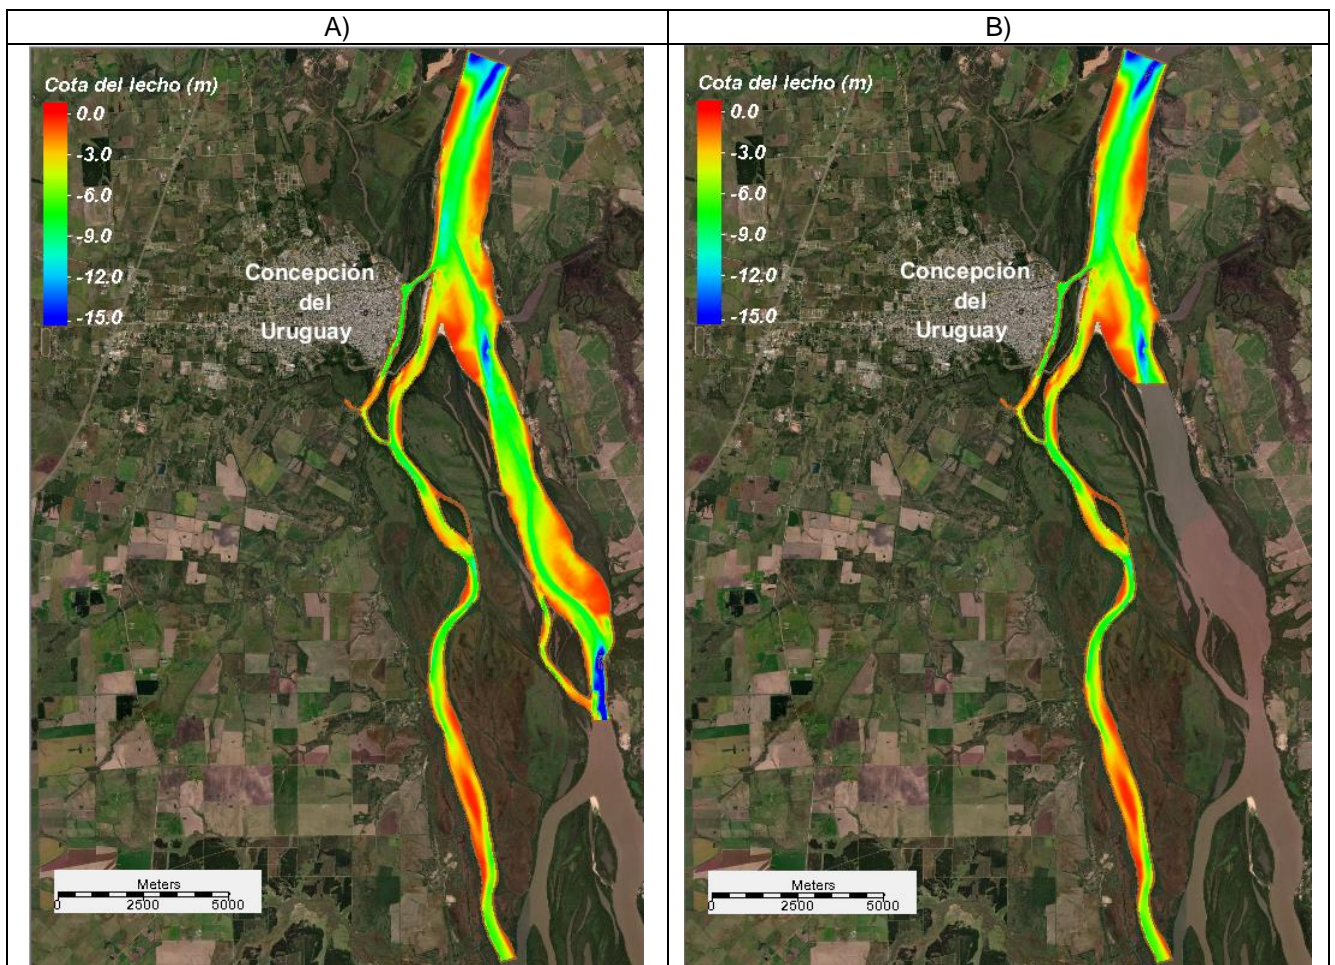 A)
B)
Cota del lecho (m)
0.0
-3.0
-6.0
-9.0
-12.0
-15.0
Concepción
del
Uruguay
Meters
0 2500 5000
Cota del lecho (m)
0.0
-3.0
-6.0
-9.0
-12.0
-15.0
Concepción
del
Uruguay
Meters
0 2500 5000